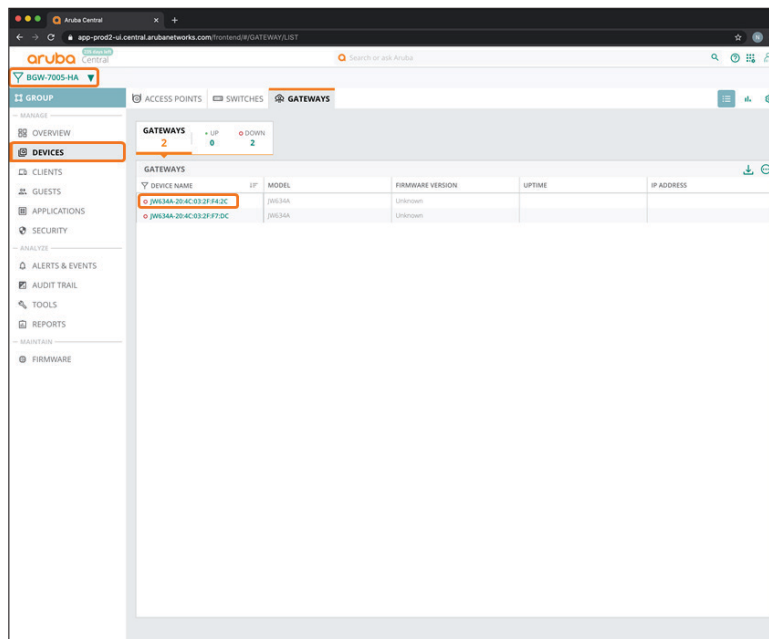 Aruba Central
app-prod2-ui.central.arubanetworks.com/frontend/#/GATEWAY/LIST
aruba Central
Search or ask Aruba
BGW-7005-HA
GROUP
ACCESS POINTS SWITCHES GATEWAYS
MANAGE
OVERVIEW
DEVICES
CLIENTS
GUESTS
APPLICATIONS
SECURITY
ANALYZE
ALERTS & EVENTS
AUDIT TRAIL
TOOLS
REPORTS
MAINTAIN
FIRMWARE
GATEWAYS UP DOWN
2 0 2
GATEWAYS
DEVICE NAME MODEL FIRMWARE VERSION UPTIME IP ADDRESS
JW634A-20:4C:03:2F:F4:2C JW634A Unknown
JW634A-20:4C:03:2F:F7:DC JW634A Unknown